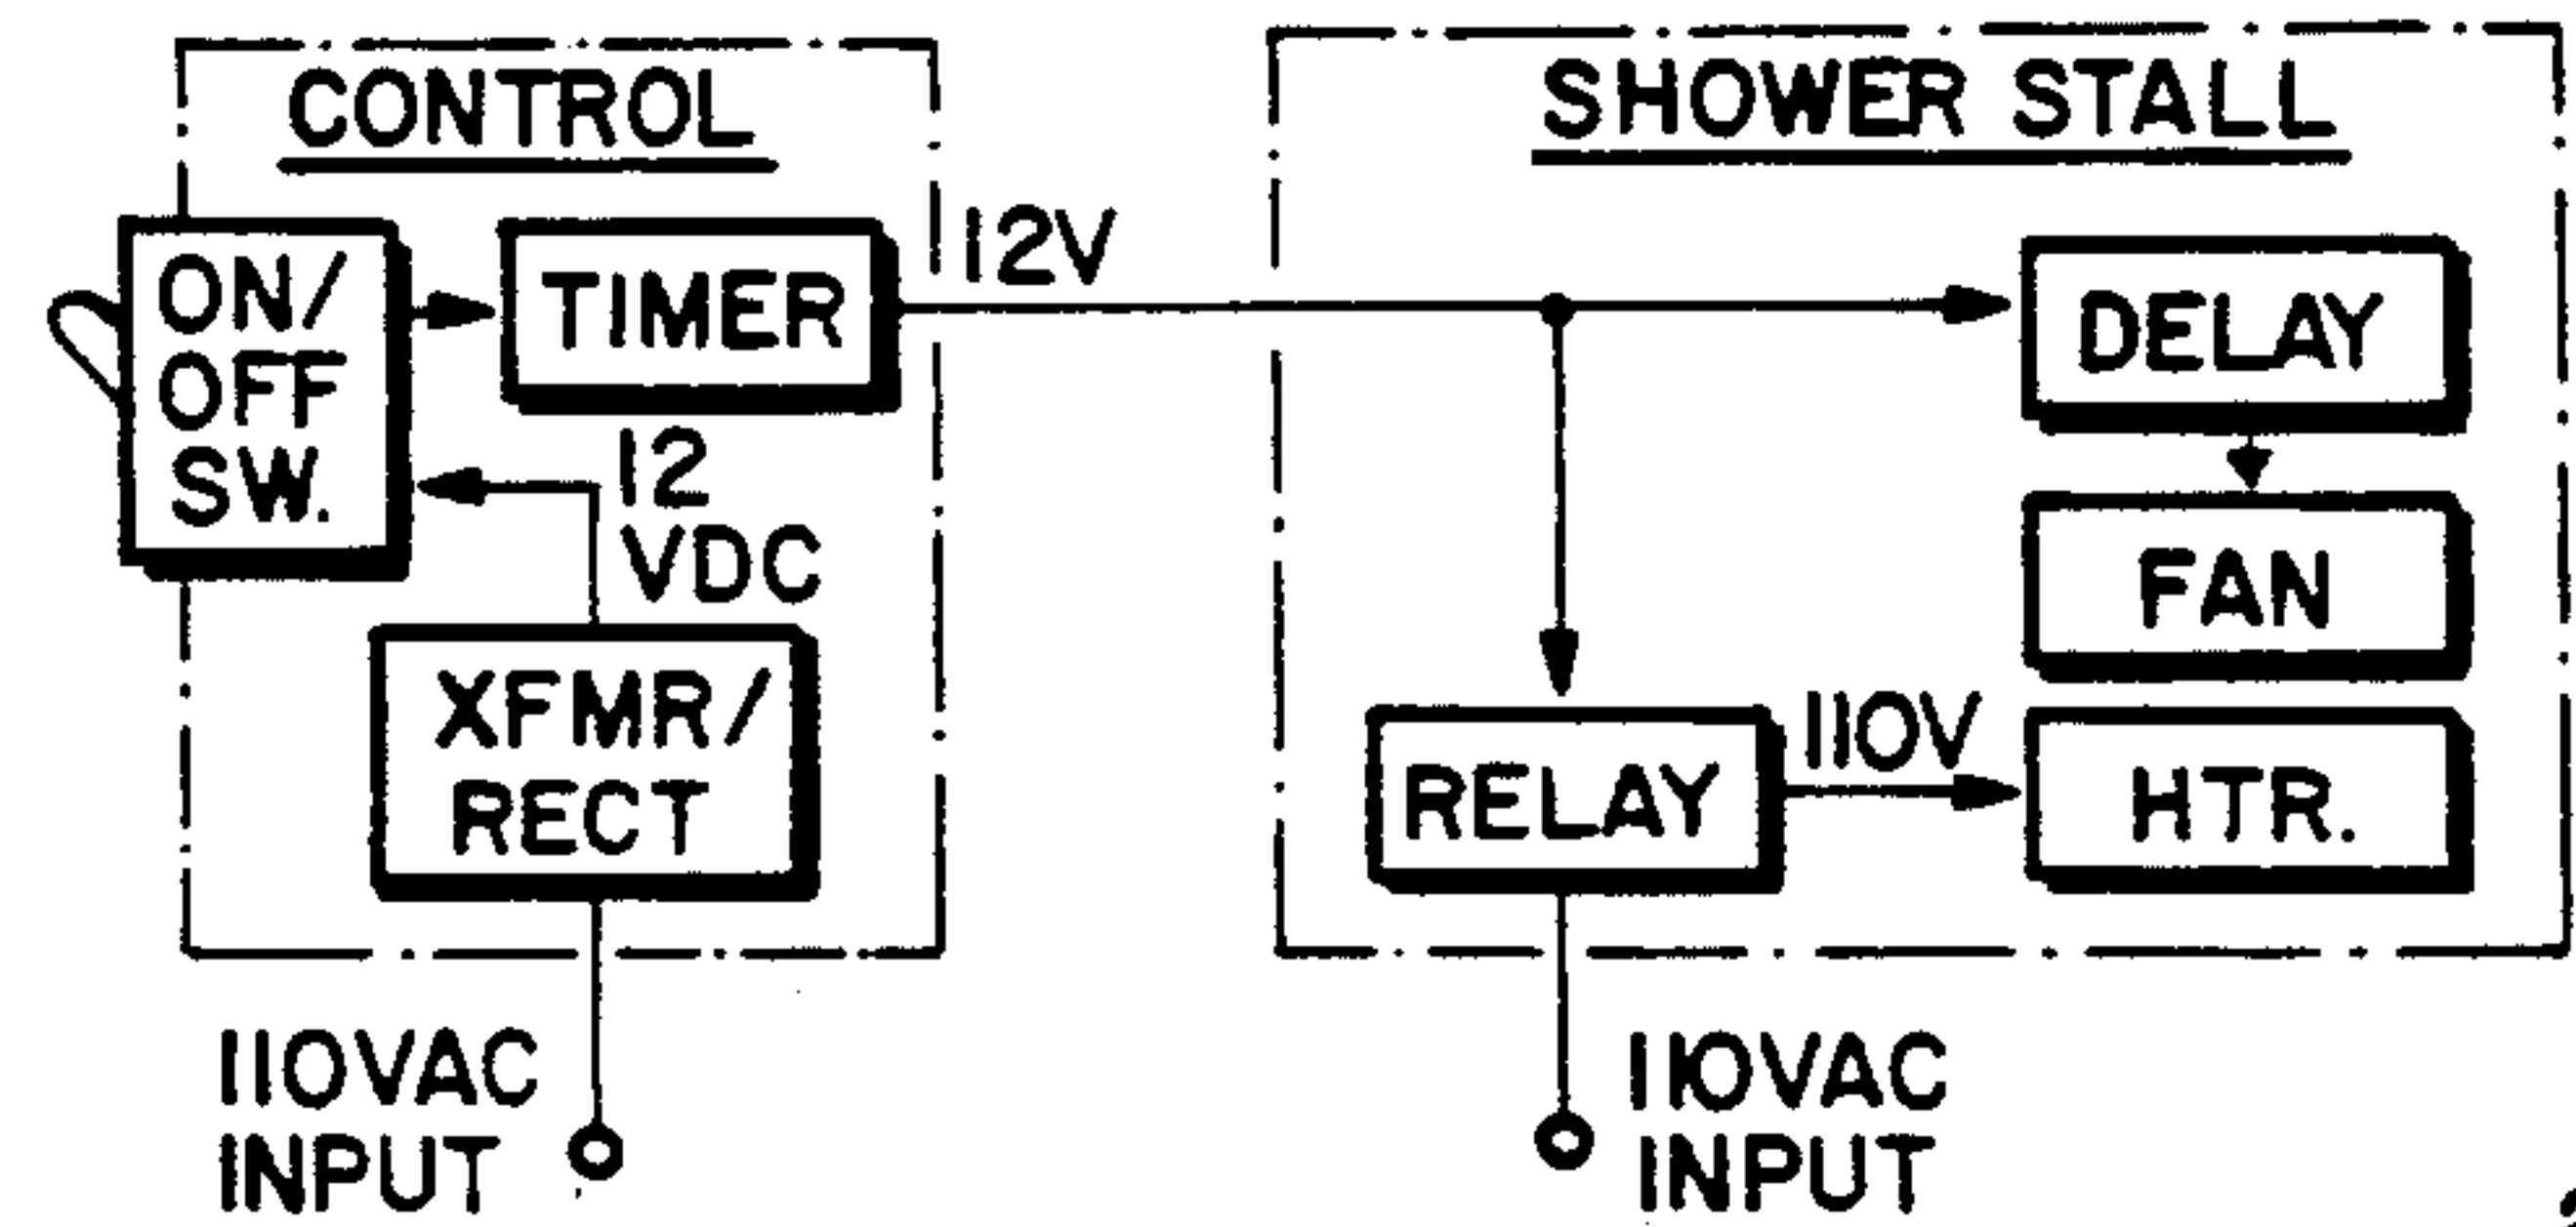 CONTROL
SHOWER STALL
ON/
OFF
SW.
TIMER
12V
DELAY
12
VDC
FAN
XFMR/
RECT
RELAY
110V
HTR.
110VAC
INPUT
110VAC
INPUT